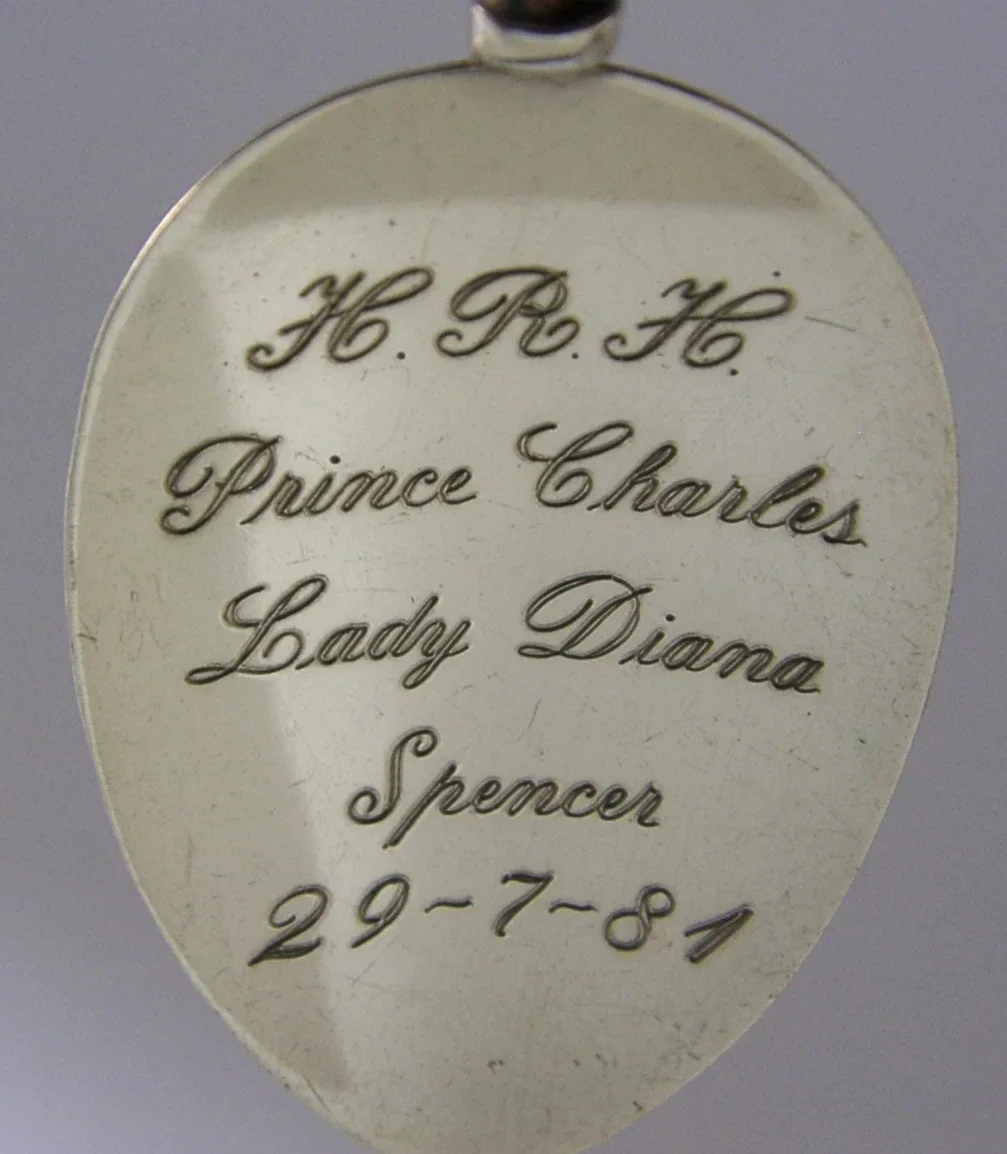 H. R. H.
Prince Charles
Lady Diana
Spencer
29-7-81